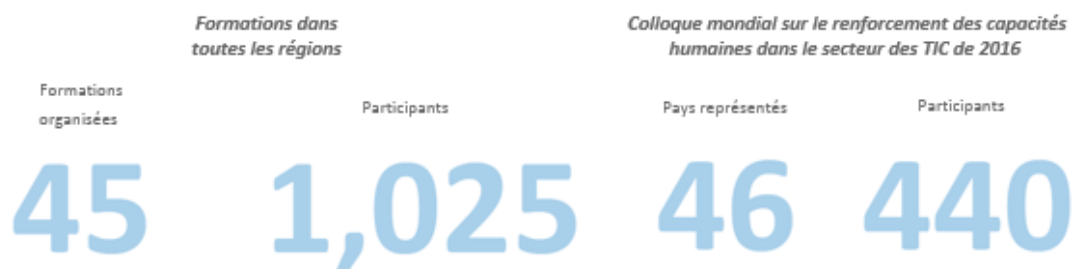 Formations dans
toutes les régions
Formations
organisées
Participants
45
1,025
Colloque mondial sur le renforcement des capacités
humaines dans le secteur des TIC de 2016
Pays représentés
Participants
46
440